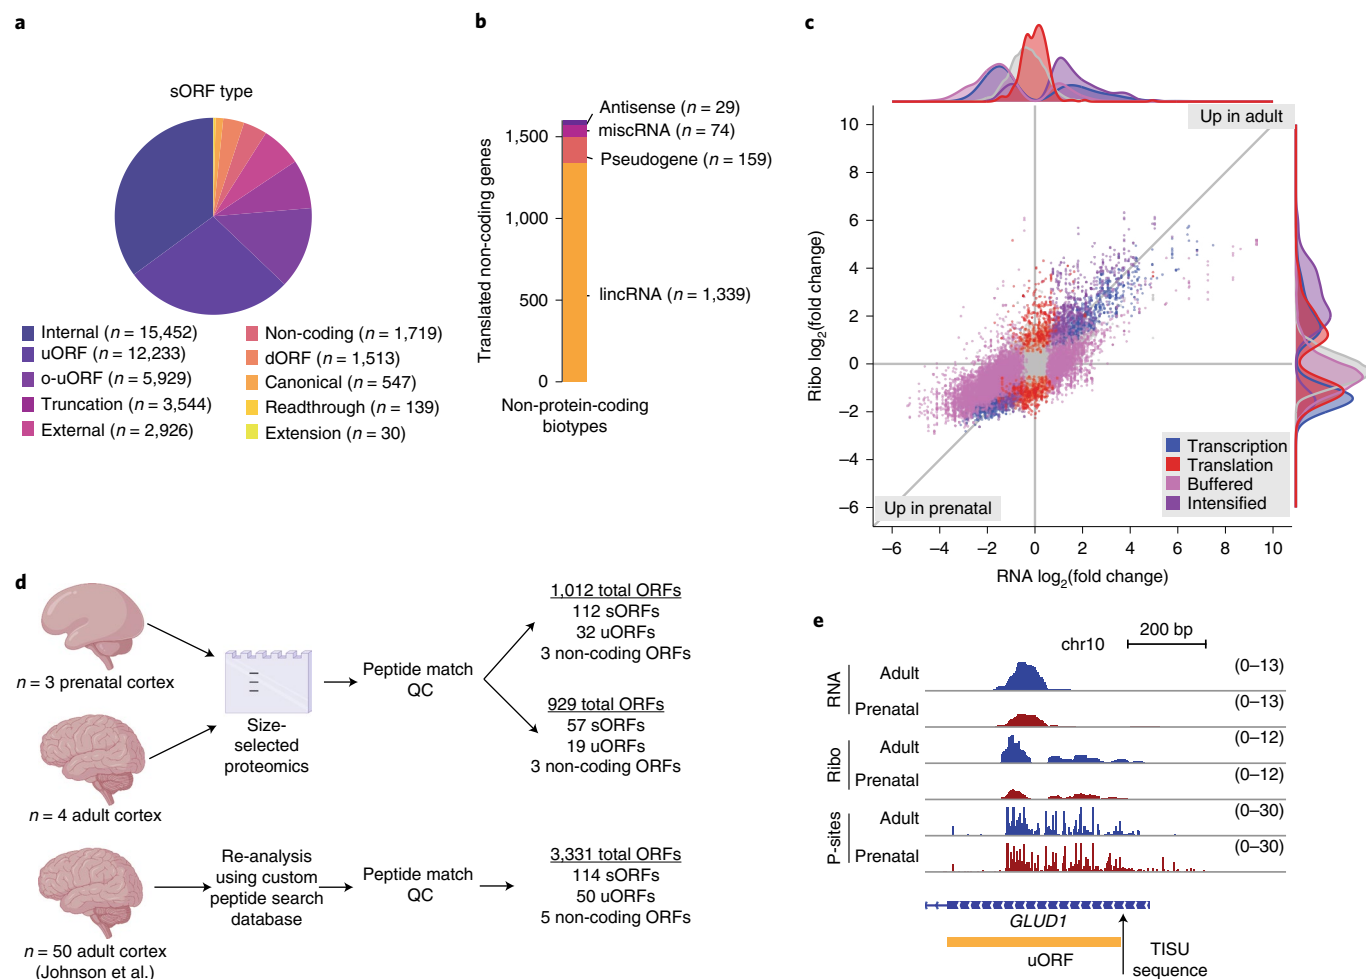 a
sORF type
Internal (n = 15,452)
uORF (n = 12,233)
o-uORF (n = 5,929)
Truncation (n = 3,544)
External (n = 2,926)
Non-coding (n = 1,719)
dORF (n = 1,513)
Canonical (n = 547)
Readthrough (n = 139)
Extension (n = 30)
b
Translated non-coding genes
1,500
1,000
500
0
Antisense (n = 29)
miscRNA (n = 74)
Pseudogene (n = 159)
lincRNA (n = 1,339)
Non-protein-coding
biotypes
c
Up in adult
Ribo log2(fold change)
10
8
6
4
2
0
–2
–4
–6
Transcription
Translation
Buffered
Intensified
Up in prenatal
–6 –4 –2 0 2 4 6 8 10
RNA log2(fold change)
d
n = 3 prenatal cortex
n = 4 adult cortex
Size-
selected
proteomics
Peptide match
QC
1,012 total ORFs
112 sORFs
32 uORFs
3 non-coding ORFs
929 total ORFs
57 sORFs
19 uORFs
3 non-coding ORFs
n = 50 adult cortex
(Johnson et al.)
Re-analysis
using custom
peptide search
database
Peptide match
QC
3,331 total ORFs
114 sORFs
50 uORFs
5 non-coding ORFs
e
chr10
200 bp
RNA
Adult
(0–13)
Prenatal
(0–13)
Ribo
Adult
(0–12)
Prenatal
(0–12)
P-sites
Adult
(0–30)
Prenatal
(0–30)
GLUD1
uORF
TISU
sequence